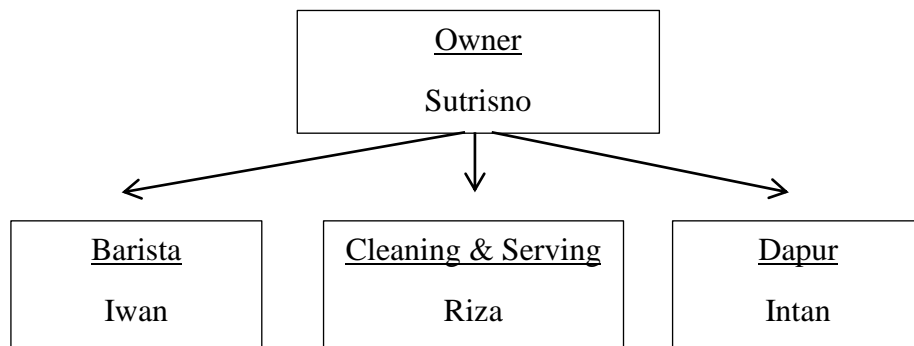 Owner
Sutrisno
Barista
Iwan
Cleaning & Serving
Riza
Dapur
Intan